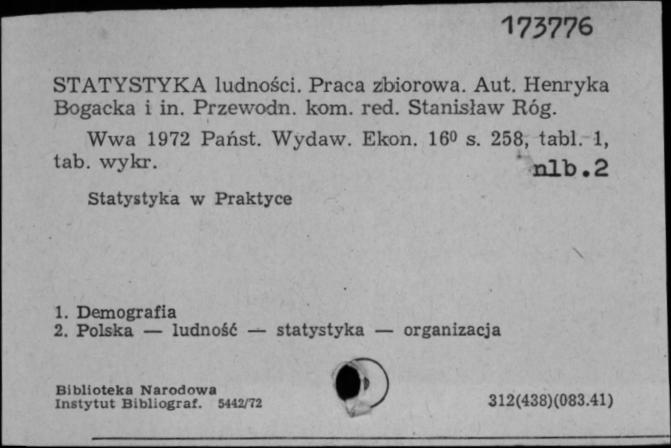 173776
STATYSTYKA ludności. Praca zbiorowa. Aut. Henryka
Bogacka i in. Przewodn. kom. red. Stanisław Róg.
Wwa 1972 Państ. Wydaw. Ekon. 16⁰ s. 258, tabl. 1,
tab. wykr.
nlb.2
Statystyka w Praktyce
1. Demografia
2. Polska — ludność — statystyka — organizacja
Biblioteka Narodowa
Instytut Bibliograf. 5442/72
312(438)(083.41)